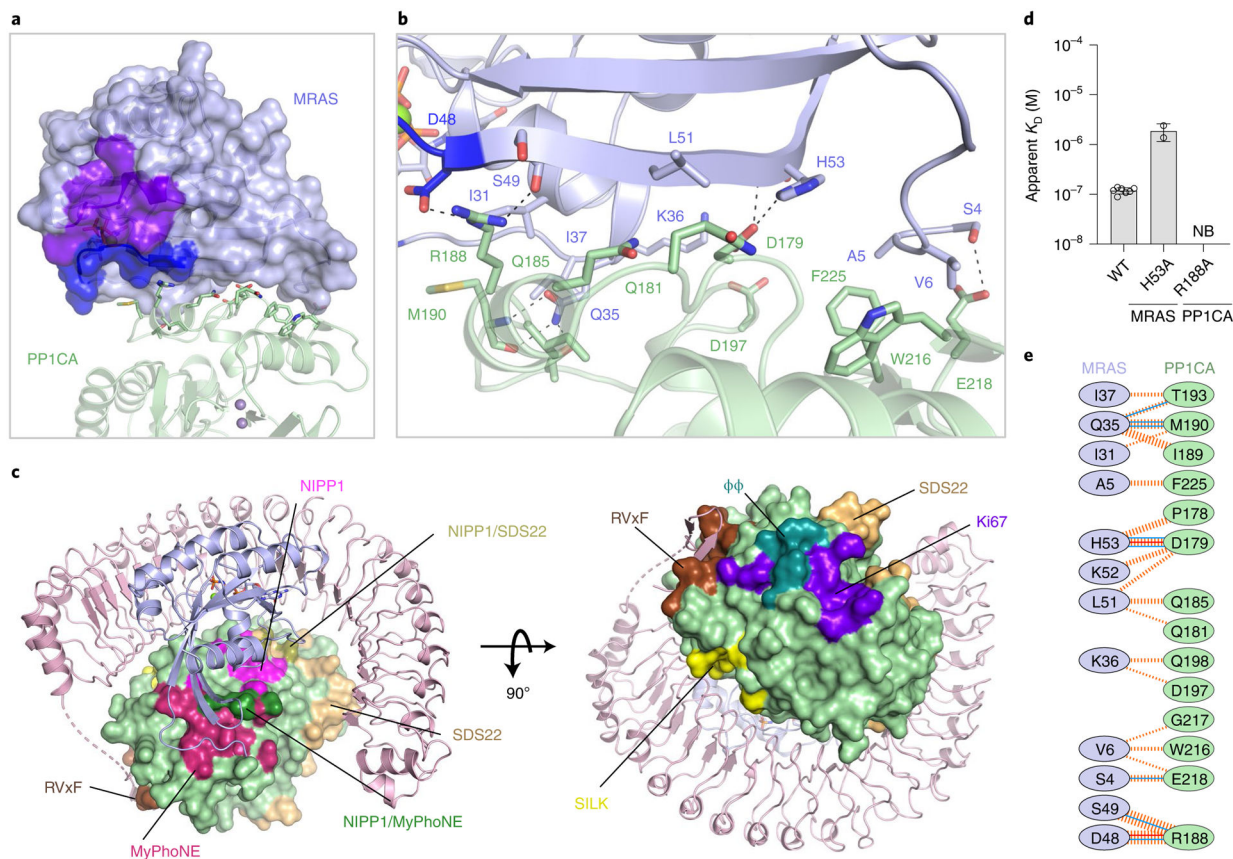 a
MRAS
PP1CA
b
D48
S49
L51
H53
I31
K36
S4
I37
R188
Q185
D179
A5
Q181
F225
V6
M190
Q35
D197
W216
E218
c
NIPP1
NIPP1/SDS22
SDS22
RVxF
MyPhoNE
NIPP1/MyPhoNE
90°
ϕϕ
RVxF
SDS22
Ki67
SILK
d
Apparent K_D (M)
10⁻⁴
10⁻⁵
10⁻⁶
10⁻⁷
10⁻⁸
NB
WT
H53A
R188A
MRAS PP1CA
e
MRAS PP1CA
I37 T193
Q35 M190
I31 I189
A5 F225
P178
H53 D179
K52
L51 Q185
Q181
K36 Q198
D197
G217
V6 W216
S4 E218
S49
D48 R188